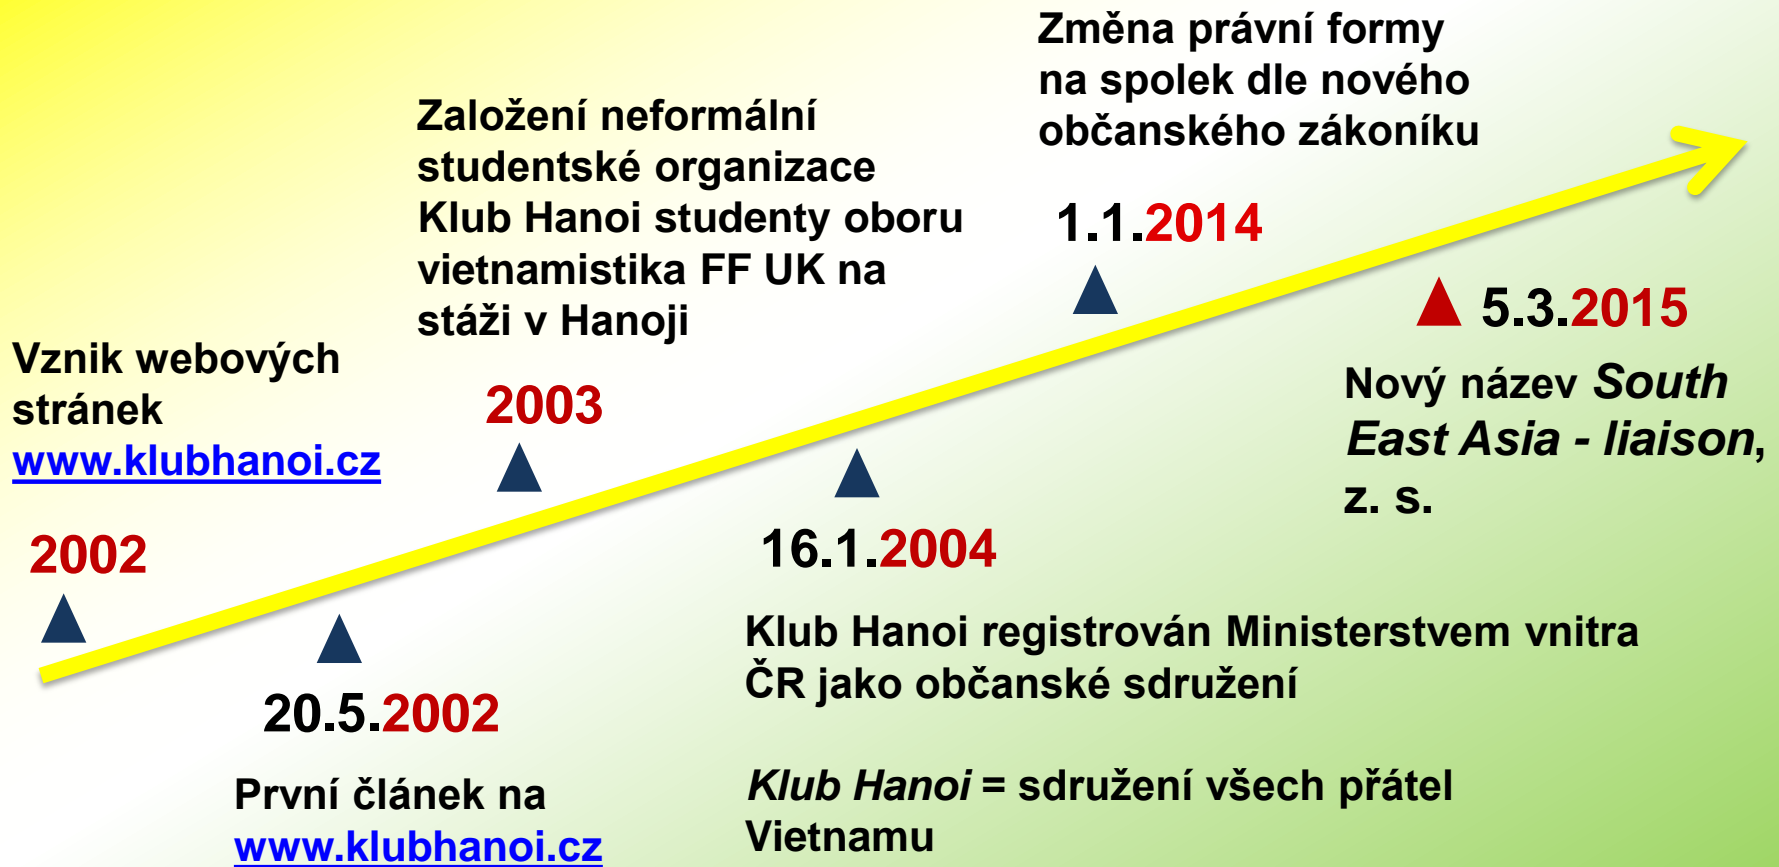 Vznik webových
stránek
www.klubhanoi.cz
2002
20.5.2002
První článek na
www.klubhanoi.cz
Založení neformální
studentské organizace
Klub Hanoi studenty oboru
vietnamistika FF UK na
stáži v Hanoji
2003
16.1.2004
Klub Hanoi registrován Ministerstvem vnitra
ČR jako občanské sdružení
Klub Hanoi = sdružení všech přátel
Vietnamu
Změna právní formy
na spolek dle nového
občanského zákoníku
1.1.2014
5.3.2015
Nový název South
East Asia - liaison,
z. s.